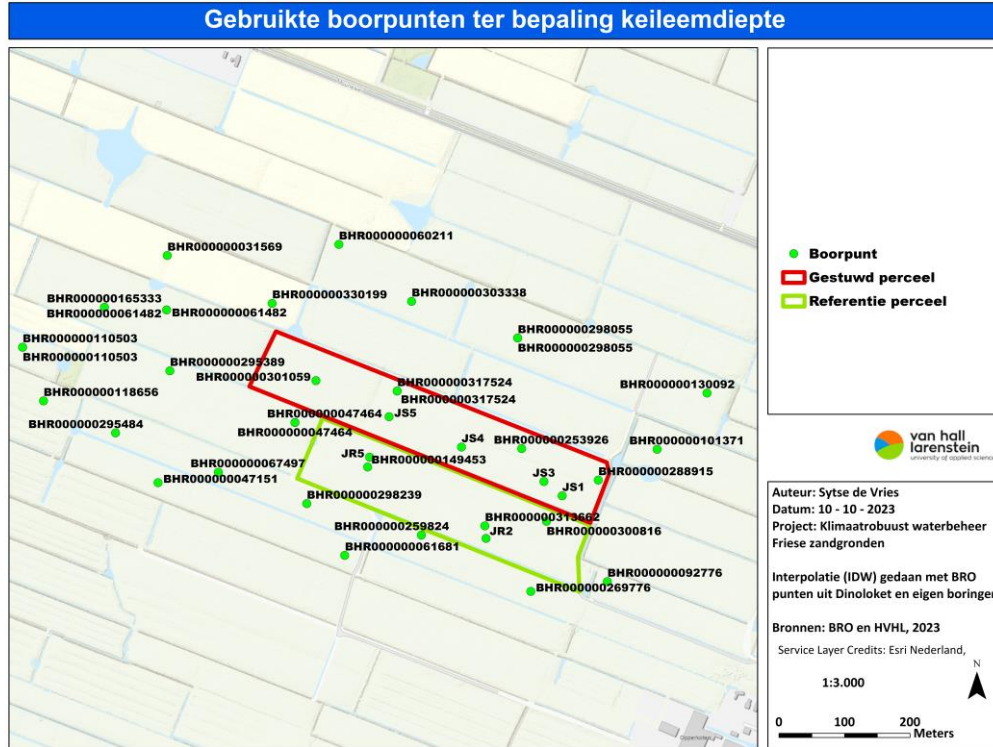 Gebruikte boorpunten ter bepaling keileemdiepte
BHR000000060211
BHR000000031569
BHR000000165333
BHR000000061482
BHR000000061482
BHR000000330199
BHR000000303338
BHR000000298055
BHR000000298055
BHR000000110503
BHR000000110503
BHR000000295389
BHR000000301059
BHR000000317524
BHR000000317524
BHR000000130092
BHR000000118656
BHR000000047464
BHR000000047464
JS5
BHR000000295484
JS4
BHR000000253926
BHR000000101371
JR5
BHR000000149453
BHR000000067497
BHR000000047151
JS3
BHR000000288915
JS1
BHR000000298239
BHR000000313662
BHR000000300816
BHR000000259824
JR2
BHR000000061681
BHR000000092776
BHR000000269776
Boorpunt
Gestuwd perceel
Referentie perceel
van hall
larenstein
university of applied science
Auteur: Sytse de Vries
Datum: 10 - 10 - 2023
Project: Klimaatrobuust waterbeheer
Friese zandgronden
Interpolatie (IDW) gedaan met BRO
punten uit Dinoloket en eigen boringen
Bronnen: BRO en HVHL, 2023
Service Layer Credits: Esri Nederland,
1:3.000
N
0 100 200
Meters